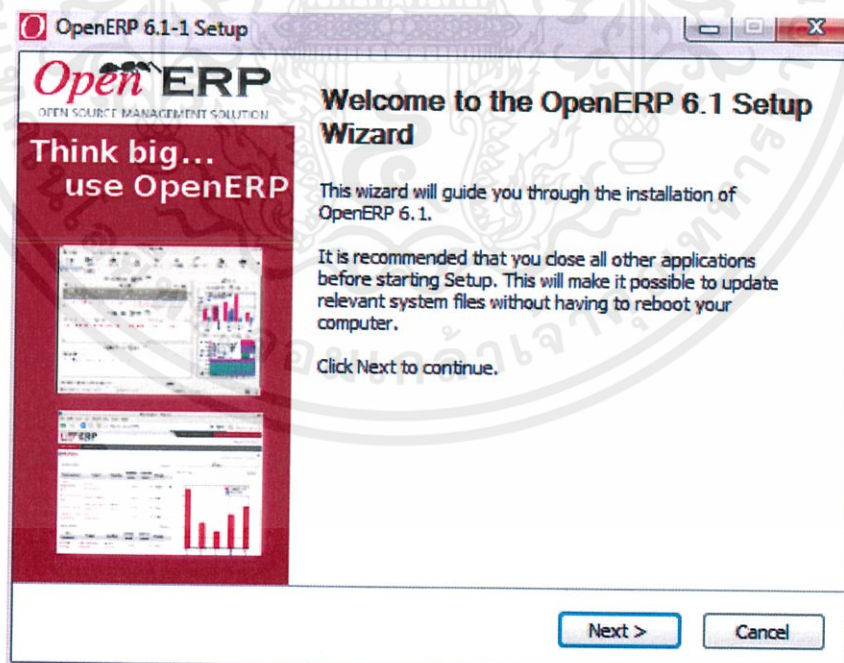 OpenERP 6.1-1 Setup
Open ERP
OPEN SOURCE MANAGEMENT SOLUTION
Think big...
use OpenERP
Welcome to the OpenERP 6.1 Setup
Wizard
This wizard will guide you through the installation of
OpenERP 6.1.
It is recommended that you close all other applications
before starting Setup. This will make it possible to update
relevant system files without having to reboot your
computer.
Click Next to continue.
Next >
Cancel